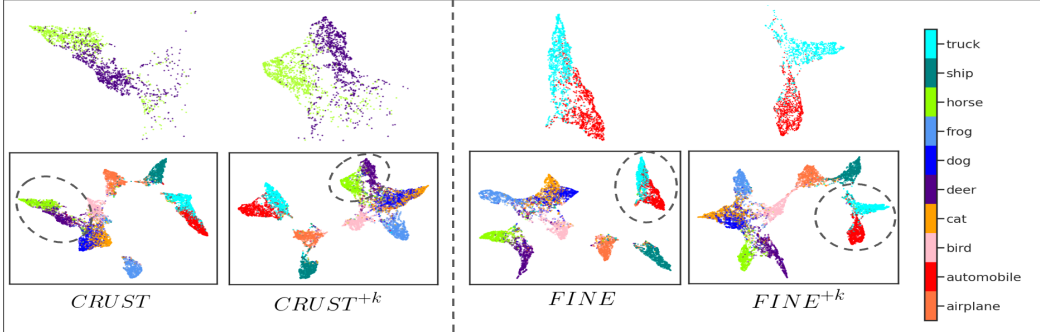 truck
ship
horse
frog
dog
deer
cat
bird
automobile
airplane
CRUST
CRUST+k
FINE
FINE+k